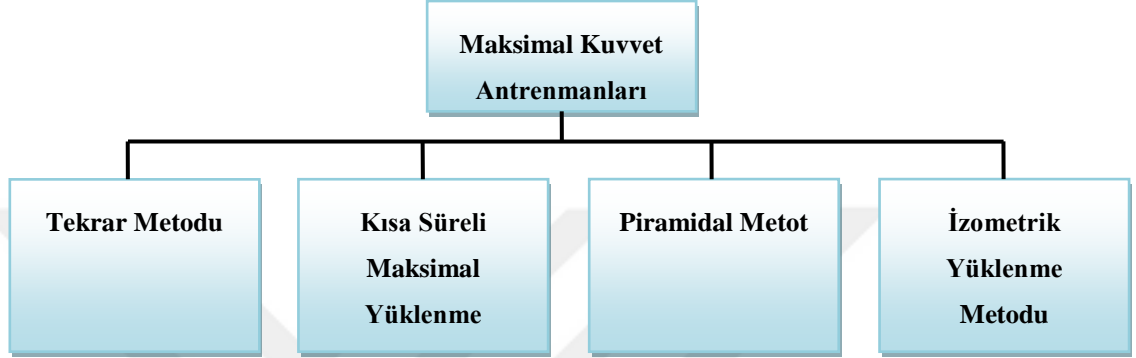 Maksimal Kuvvet
Antrenmanları
Tekrar Metodu
Kısa Süreli
Maksimal
Yüklenme
Piramidal Metot
İzometrik
Yüklenme
Metodu